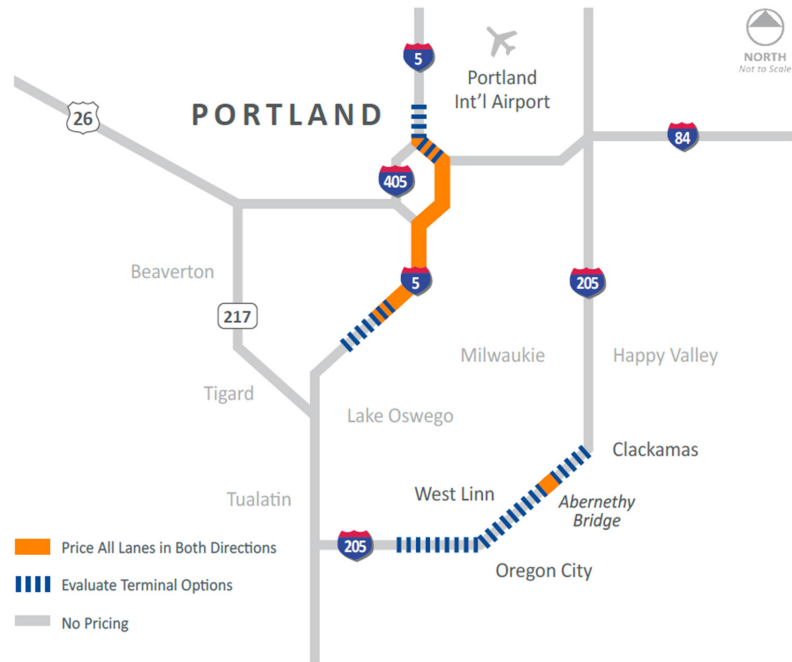 5
Portland
Int'l Airport
NORTH
Not to Scale
PORTLAND
26
84
405
Beaverton
5
205
217
Milwaukie
Happy Valley
Tigard
Lake Oswego
Clackamas
West Linn
Abernethy
Bridge
Tualatin
Price All Lanes in Both Directions
205
Oregon City
Evaluate Terminal Options
No Pricing